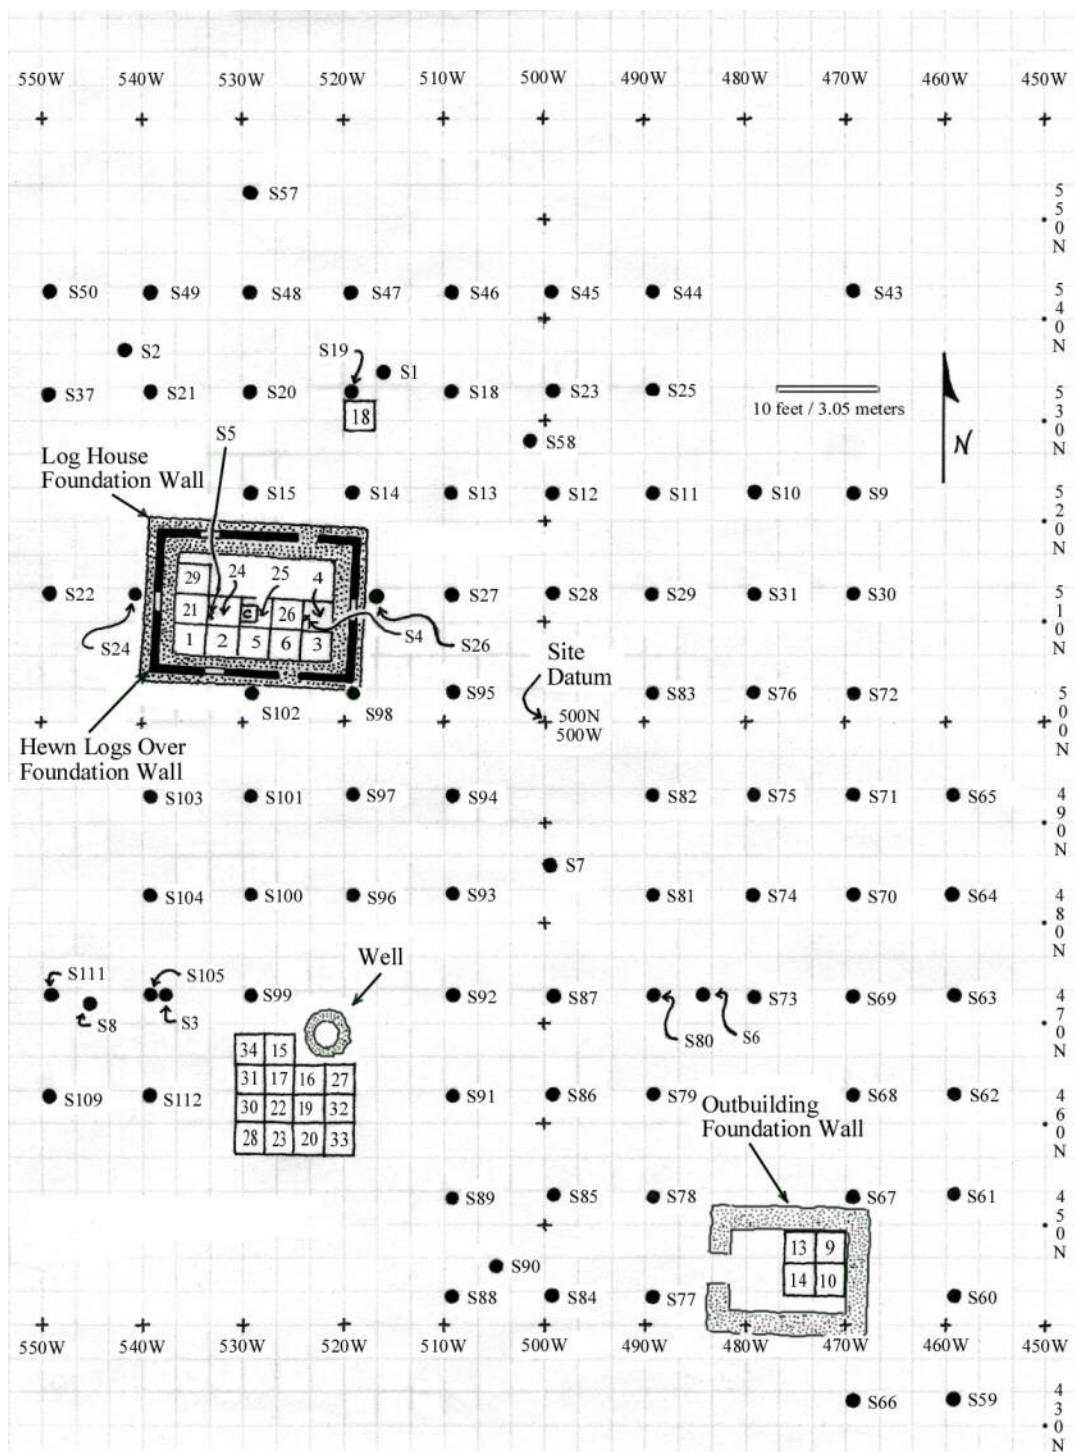 550W 540W 530W 520W 510W 500W 490W 480W 470W 460W 450W
S57
550N
S50 S49 S48 S47 S46 S45 S44 S43
540N
S2 S19 S1
S37 S21 S20 S18 S23 S25
10 feet / 3.05 meters
18
530N
S5 S58 N
Log House
Foundation Wall
S15 S14 S13 S12 S11 S10 S9
520N
29 24 25 4
S22 S27 S28 S29 S31 S30
21 26
510N
1 2 5 6 3
S24 S4 S26
Site
Datum
S95 S83 S76 S72
S102 S98
500N
500W
500N
Hewn Logs Over
Foundation Wall
S103 S101 S97 S94 S82 S75 S71 S65
490N
S7
S104 S100 S96 S93 S81 S74 S70 S64
480N
Well
S111 S105
S99 S92 S87 S73 S69 S63
S8 S3 S80 S6
470N
34 15
31 17 16 27
S109 S112 S91 S86 S79 S68 S62
30 22 19 32
Outbuilding
Foundation Wall
460N
28 23 20 33
S89 S85 S78 S67 S61
450N
13 9
S90
14 10
S88 S84 S77 S60
550W 540W 530W 520W 510W 500W 490W 480W 470W 460W 450W
S66 S59
430N